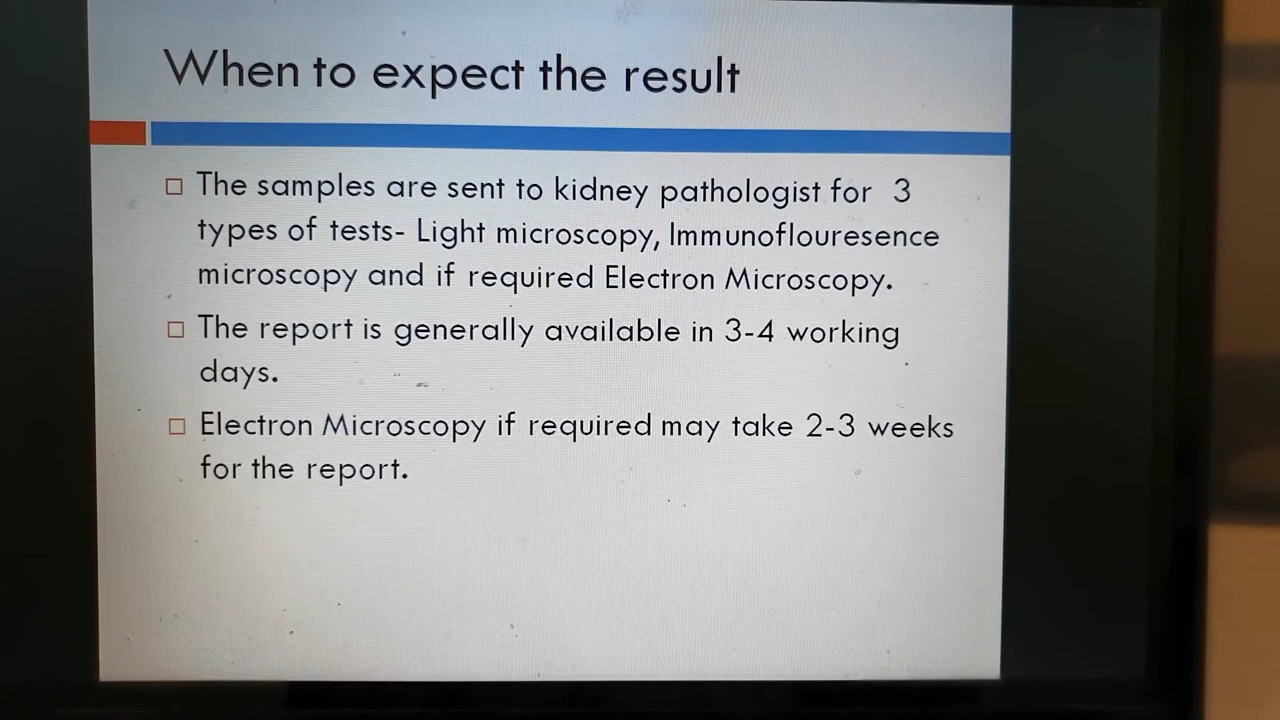 When to expect the result
The samples are sent to kidney pathologist for 3
types of tests- Light microscopy, Immunoflouresence
microscopy and if required Electron Microscopy.
The report is generally available in 3-4 working
days.
Electron Microscopy if required may take 2-3 weeks
for the report.